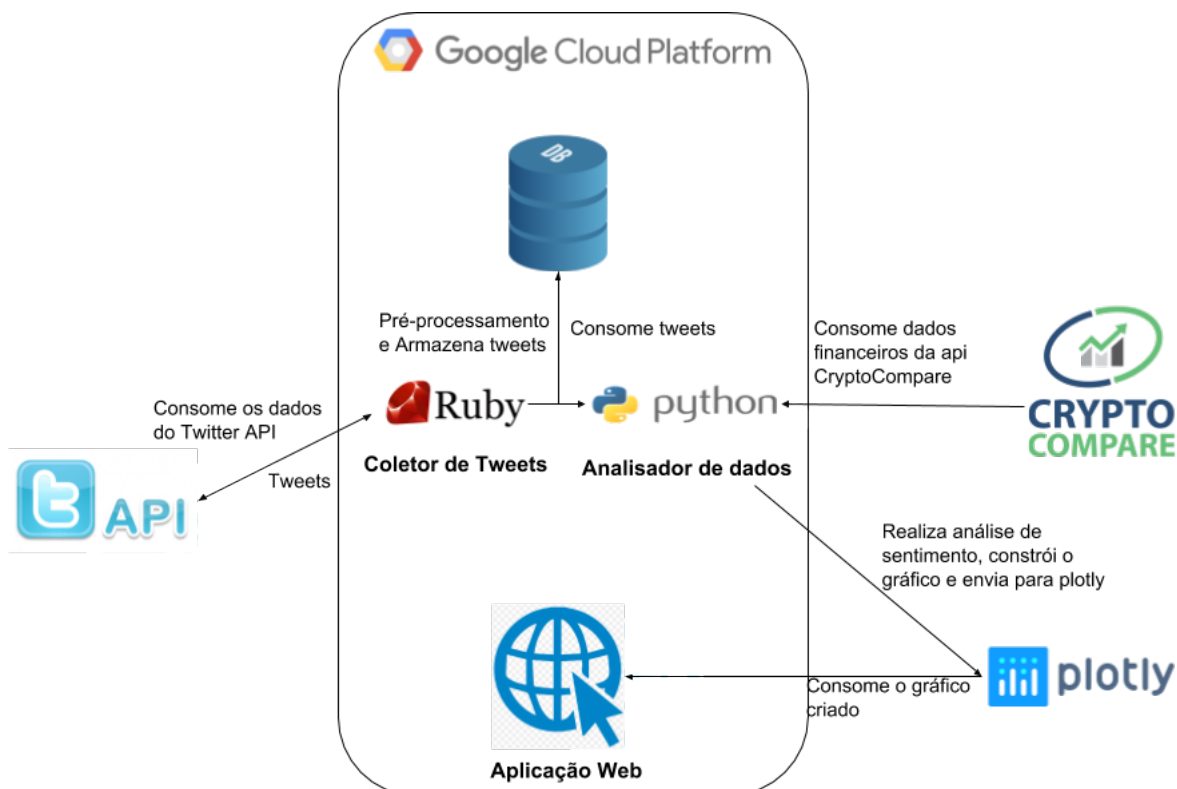 Google Cloud Platform
DB
Pré-processamento
e Armazena tweets
Consome tweets
Consome dados
financeiros da api
CryptoCompare
Ruby
python
CRYPTO
COMPARE
Consome os dados
do Twitter API
Coletor de Tweets
Analisador de dados
Tweets
API
Realiza análise de
sentimento, constrói o
gráfico e envia para plotly
plotly
Consome o gráfico
criado
Aplicação Web